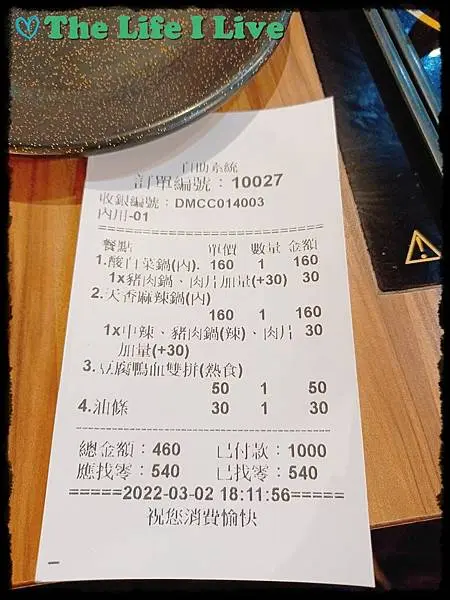 The Life I Live
自助系統
訂單編號：10027
收銀編號：DMCC014003
內用-01
餐點 單價 數量 金額
1.酸白菜鍋(內). 160 1 160
1x豬肉鍋、肉片加量(+30) 30
2.天香麻辣鍋(內)
160 1 160
1x中辣、豬肉鍋(辣)、肉片 30
加量(+30)
3.豆腐鴨血雙拼(熱食)
50 1 50
4.油條
30 1 30
總金額：460 已付款：1000
應找零：540 已找零：540
=====2022-03-02 18:11:56=====
祝您消費愉快